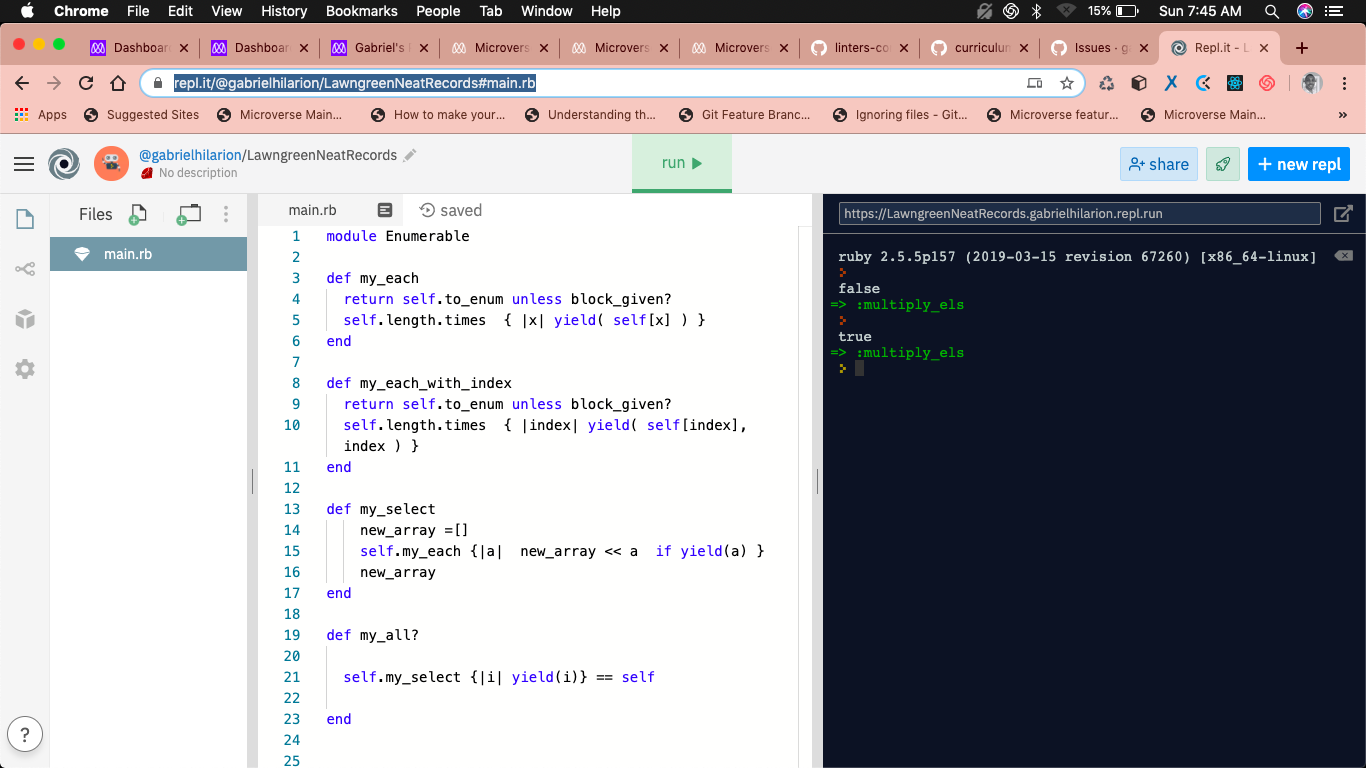 Chrome File Edit View History Bookmarks People Tab Window Help 15% Sun 7:45 AM
Dashboar Dashboar Gabriel's Microvers Microvers Microvers linters-co curriculum Issues · g Repl.it - L
repl.it/@gabrielhilarion/LawngreenNeatRecords#main.rb
Apps Suggested Sites Microverse Main... How to make your... Understanding th... Git Feature Branc... Ignoring files - Git... Microverse featur... Microverse Main... »
@gabrielhilarion/LawngreenNeatRecords
No description
run
share
+ new repl
Files
main.rb
main.rb
saved
1 module Enumerable
2
3 def my_each
4 return self.to_enum unless block_given?
5 self.length.times { |x| yield( self[x] ) }
6 end
7
8 def my_each_with_index
9 return self.to_enum unless block_given?
10 self.length.times { |index| yield( self[index],
index ) }
11 end
12
13 def my_select
14 new_array =[]
15 self.my_each {|a| new_array << a if yield(a) }
16 new_array
17 end
18
19 def my_all?
20
21 self.my_select {|i| yield(i)} == self
22
23 end
24
25
?
https://LawngreenNeatRecords.gabrielhilarion.repl.run
ruby 2.5.5p157 (2019-03-15 revision 67260) [x86_64-linux]
false
=> :multiply_els
true
=> :multiply_els